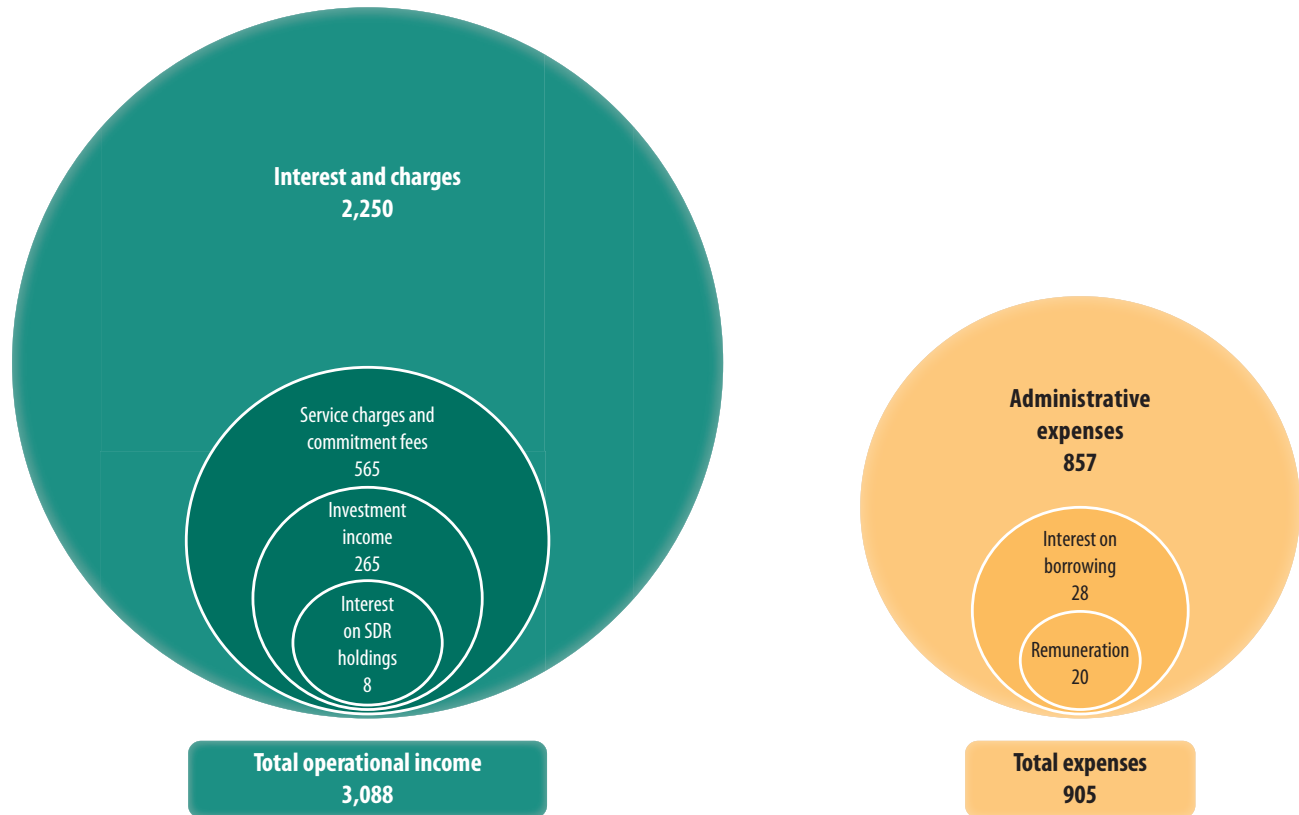 Interest and charges
2,250
Service charges and
commitment fees
565
Investment
income
265
Interest
on SDR
holdings
8
Total operational income
3,088
Administrative
expenses
857
Interest on
borrowing
28
Remuneration
20
Total expenses
905